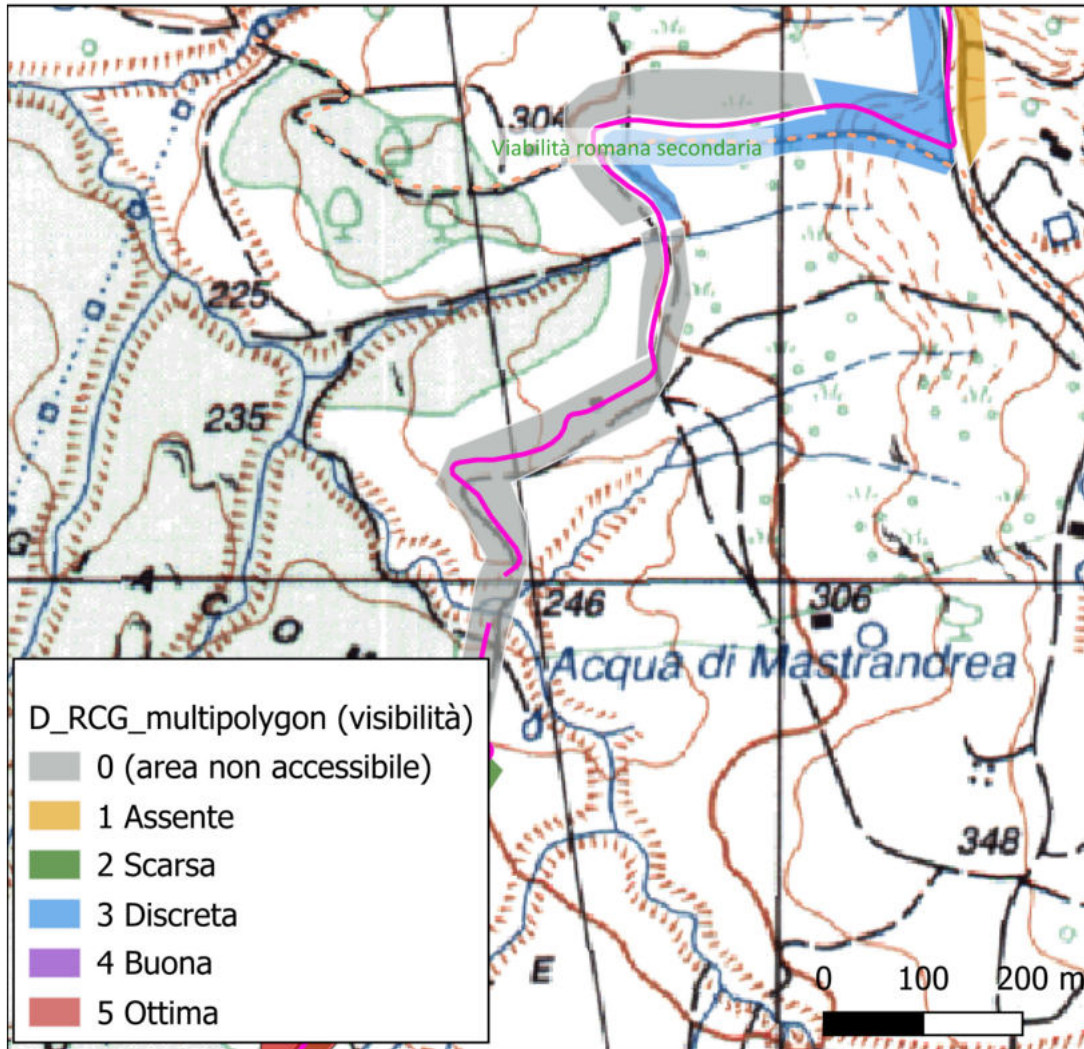 304
Viabilità romana secondaria
225
235
G
A
C
O
246
306
Acqua di Mastrandrea
D_RCG_multipolygon (visibilità)
0 (area non accessibile)
1 Assente
2 Scarsa
3 Discreta
4 Buona
5 Ottima
348
E
0 100 200 m